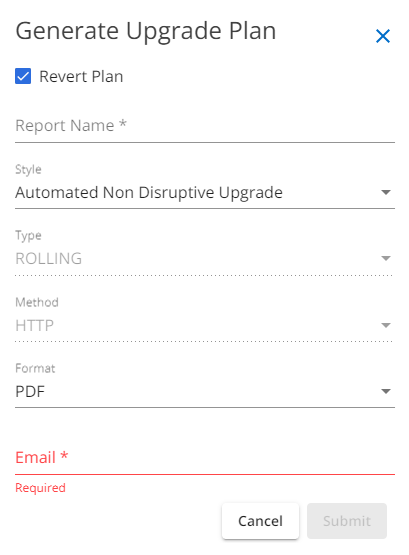 Generate Upgrade Plan
Revert Plan
Report Name *
Style
Automated Non Disruptive Upgrade
Type
ROLLING
Method
HTTP
Format
PDF
Email *
Required
Cancel Submit